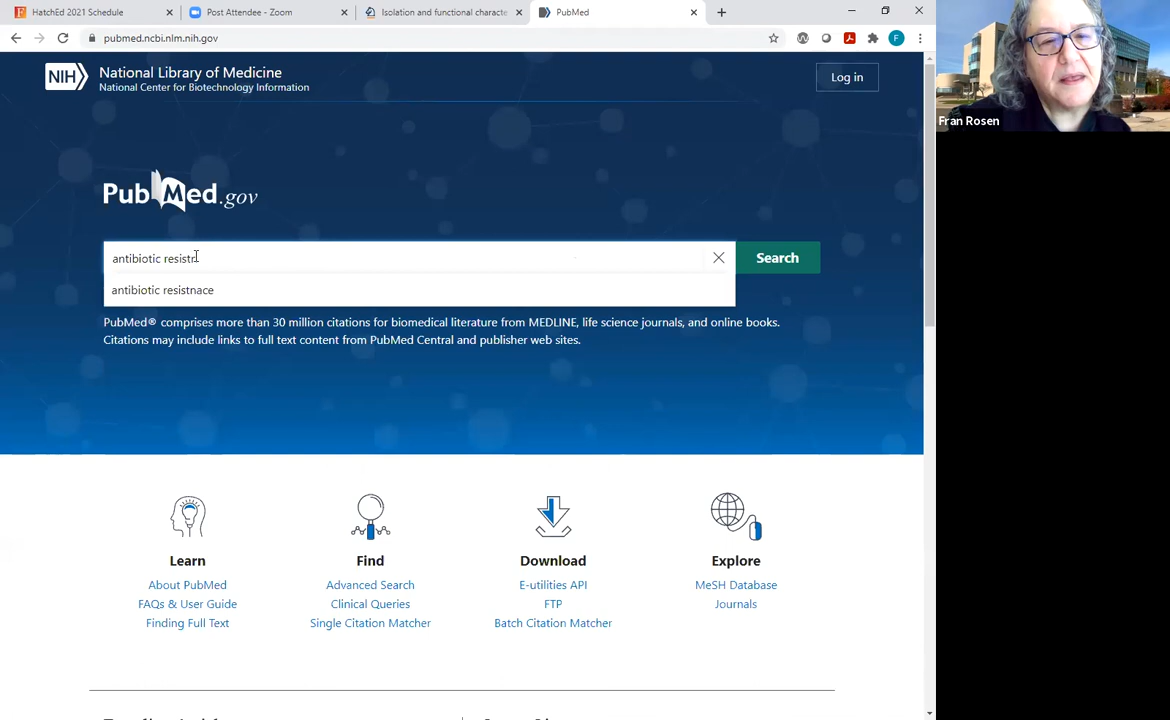 HatchEd 2021 Schedule
Post Attendee - Zoom
Isolation and functional characte
PubMed
pubmed.ncbi.nlm.nih.gov
F
NIH
National Library of Medicine
National Center for Biotechnology Information
Log in
Fran Rosen
PubMed.gov
antibiotic resistr
Search
antibiotic resistnace
PubMed® comprises more than 30 million citations for biomedical literature from MEDLINE, life science journals, and online books.
Citations may include links to full text content from PubMed Central and publisher web sites.
Learn
Find
Download
Explore
About PubMed
Advanced Search
E-utilities API
MeSH Database
FAQs & User Guide
Clinical Queries
FTP
Journals
Finding Full Text
Single Citation Matcher
Batch Citation Matcher